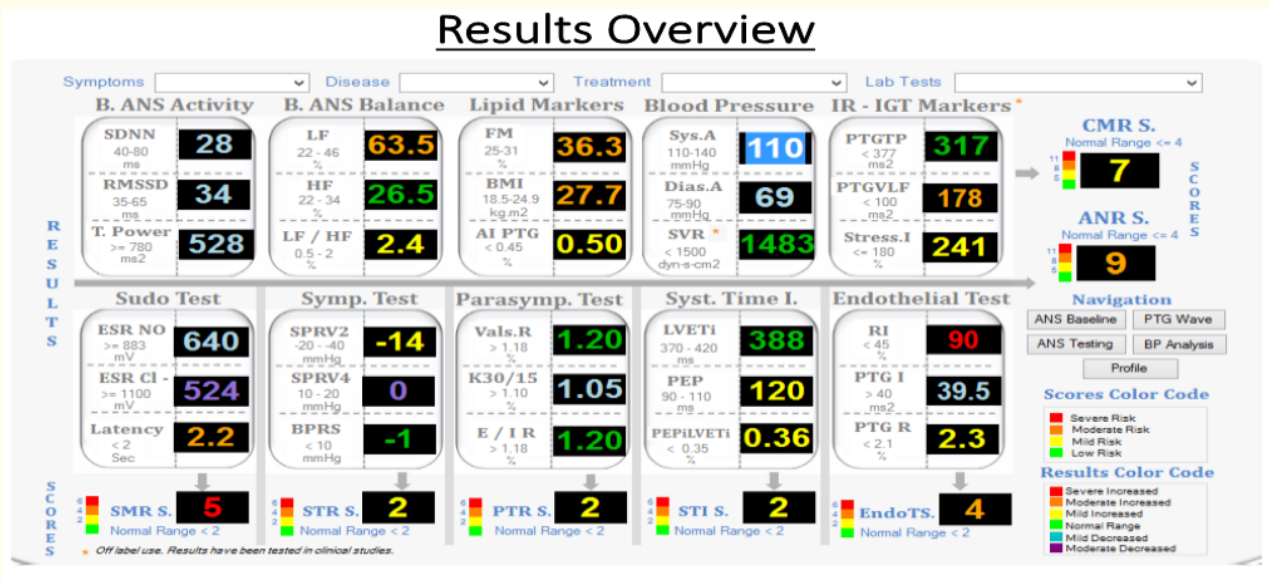 Results Overview
Symptoms Disease Treatment Lab Tests
B. ANS Activity B. ANS Balance Lipid Markers Blood Pressure IR - IGT Markers *
SDNN
40-80
ms
28
RMSSD
35-65
ms
34
T. Power
>= 780
ms2
528
LF
22 - 46
%
63.5
HF
22 - 34
%
26.5
LF / HF
0.5 - 2
%
2.4
FM
25-31
%
36.3
BMI
18.5-24.9
kg.m2
27.7
AI PTG
< 0.45
%
0.50
Sys.A
110-140
mmHg
110
Dias.A
75-90
mmHg
69
SVR *
< 1500
dyn-s-cm2
1483
PTGTP
< 377
ms2
317
PTGVLF
< 100
ms2
178
Stress.I
<= 180
%
241
CMR S.
Normal Range <= 4
11
8
5
7
ANR S.
Normal Range <= 4
11
8
5
9
SCORES
RESULTS
Sudo Test Symp. Test Parasymp. Test Syst. Time I. Endothelial Test
ESR NO
>= 883
mV
640
ESR Cl -
>= 1100
mV
524
Latency
< 2
Sec
2.2
SPRV2
-20 - -40
mmHg
-14
SPRV4
10 - 20
mmHg
0
BPRS
< 10
mmHg
-1
Vals.R
> 1.18
%
1.20
K30/15
> 1.10
%
1.05
E / I R
> 1.18
%
1.20
LVETi
370 - 420
ms
388
PEP
90 - 110
ms
120
PEPiLVETi
< 0.35
%
0.36
RI
< 45
%
90
PTG I
> 40
ms2
39.5
PTG R
< 2.1
%
2.3
Navigation
ANS Baseline PTG Wave
ANS Testing BP Analysis
Profile
Scores Color Code
Severe Risk
Moderate Risk
Mild Risk
Low Risk
Results Color Code
Severe Increased
Moderate Increased
Mild Increased
Normal Range
Mild Decreased
Moderate Decreased
SCORES
6
4
2
SMR S.
5
Normal Range < 2
6
4
2
STR S.
2
Normal Range < 2
6
4
2
PTR S.
2
Normal Range < 2
6
4
2
STI S.
2
Normal Range < 2
6
4
2
EndoTS.
4
Normal Range < 2
* Off label use. Results have been tested in clinical studies.